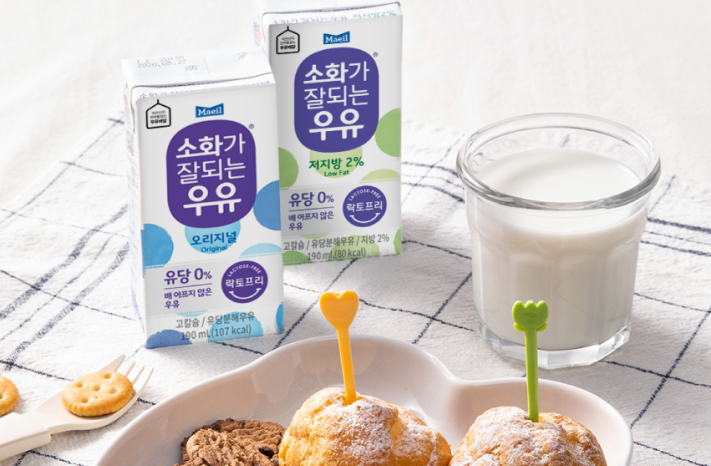 Maeil
소화가
잘되는
우유
오리지널
Original
유당 0%
배 아프지 않은
우유
LACTOSE-FREE
락토프리
고칼슘 / 유당분해우유
190 ml (107 kcal)
Maeil
소화가
잘되는
우유
저지방 2%
Low Fat
유당 0%
배 아프지 않은
우유
LACTOSE-FREE
락토프리
고칼슘 / 유당분해우유 / 지방 2%
190 ml (80 kcal)